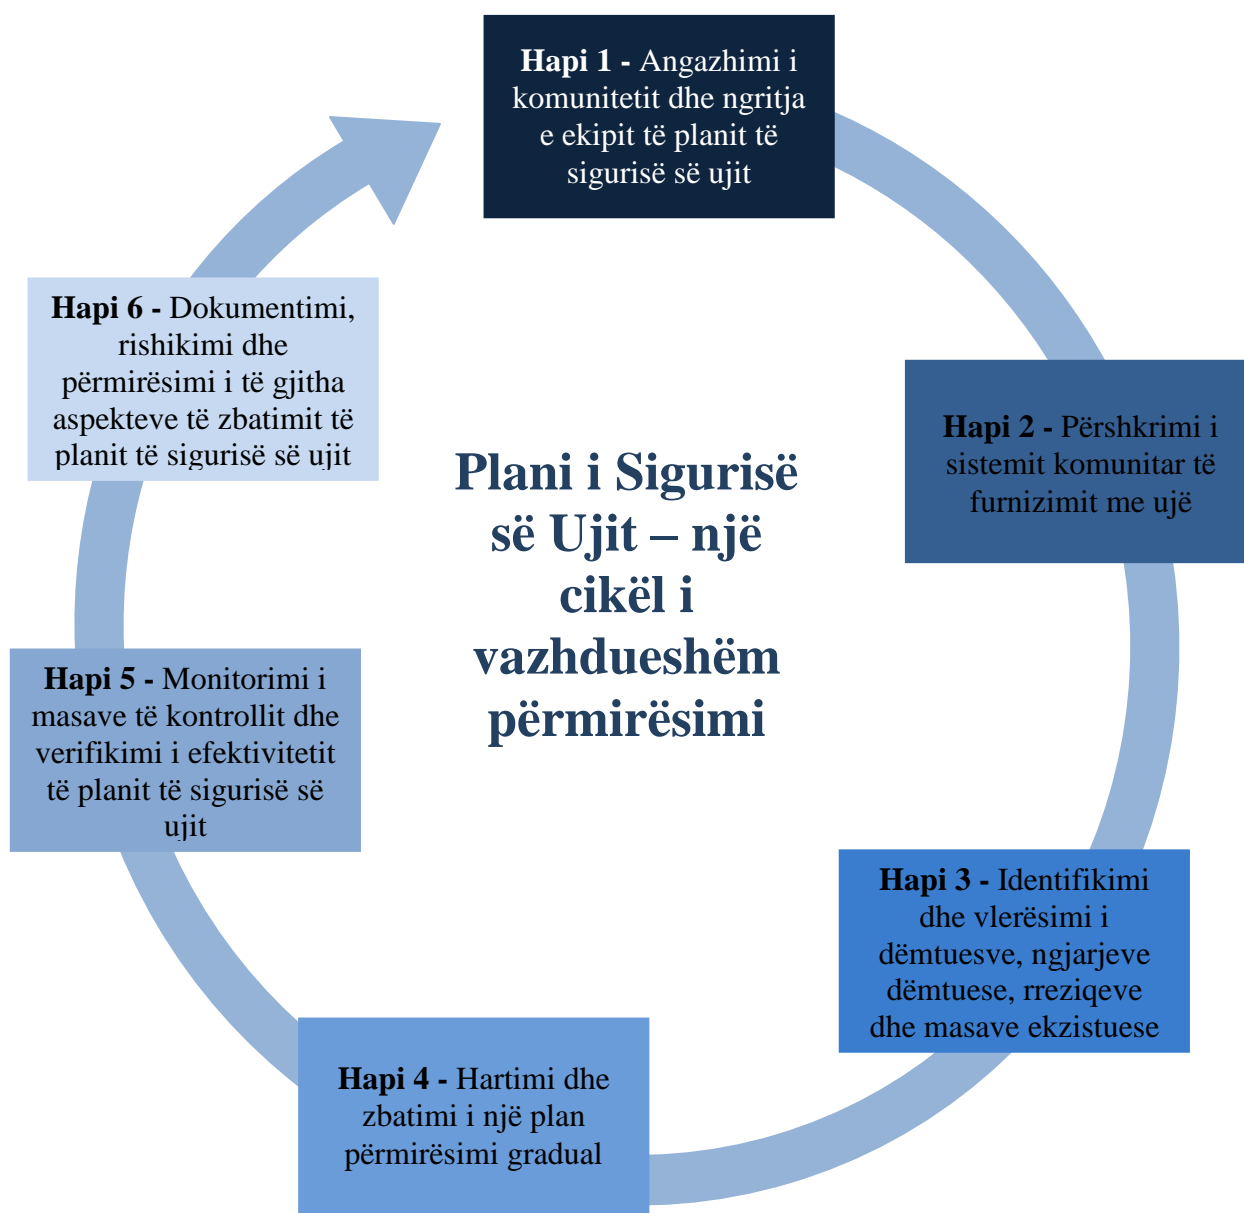 Hapi 1 - Angazhimi i
komunitetit dhe ngritja
e ekipit të planit të
sigurisë së ujit
Hapi 2 - Përshkrimi i
sistemit komunitar të
furnizimit me ujë
Hapi 3 - Identifikimi
dhe vlerësimi i
dëmtuesve, ngjarjeve
dëmtuese, rreziqeve
dhe masave ekzistuese
Hapi 4 - Hartimi dhe
zbatimi i një plan
përmirësimi gradual
Hapi 5 - Monitorimi i
masave të kontrollit dhe
verifikimi i efektivitetit
të planit të sigurisë së
ujit
Hapi 6 - Dokumentimi,
rishikimi dhe
përmirësimi i të gjitha
aspekteve të zbatimit të
planit të sigurisë së ujit
Plani i Sigurisë
së Ujit – një
cikël i
vazhdueshëm
përmirësimi